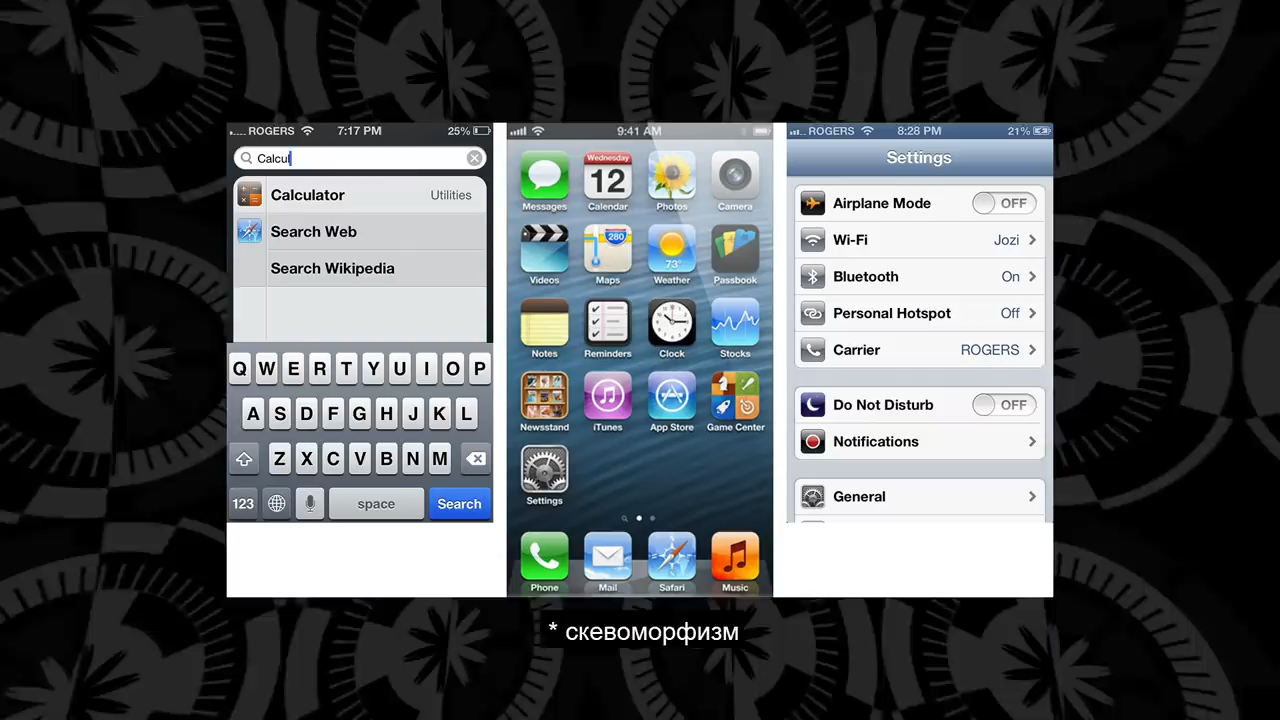 ..... ROGERS 7:17 PM 25%
Calcul
Calculator Utilities
Search Web
Search Wikipedia
Q W E R T Y U I O P
A S D F G H J K L
Z X C V B N M
123 space Search
9:41 AM
Wednesday
12
Messages Calendar Photos Camera
280
73°
Videos Maps Weather Passbook
Notes Reminders Clock Stocks
Newsstand iTunes App Store Game Center
Settings
Phone Mail Safari Music
ROGERS 8:28 PM 21%
Settings
Airplane Mode OFF
Wi-Fi Jozi
Bluetooth On
Personal Hotspot Off
Carrier ROGERS
Do Not Disturb OFF
Notifications
General
* скевоморфизм